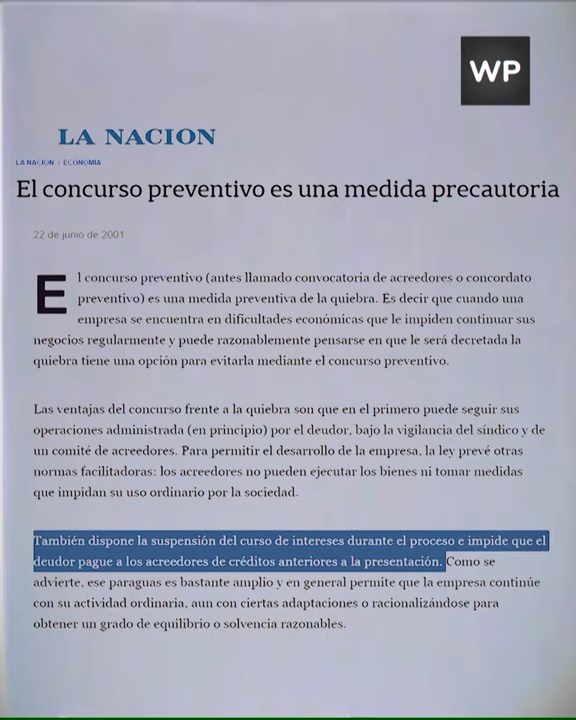 WP
LA NACION
LA NACION | ECONOMÍA
El concurso preventivo es una medida precautoria
22 de junio de 2001
El concurso preventivo (antes llamado convocatoria de acreedores o concordato
preventivo) es una medida preventiva de la quiebra. Es decir que cuando una
empresa se encuentra en dificultades económicas que le impiden continuar sus
negocios regularmente y puede razonablemente pensarse en que le será decretada la
quiebra tiene una opción para evitarla mediante el concurso preventivo.
Las ventajas del concurso frente a la quiebra son que en el primero puede seguir sus
operaciones administrada (en principio) por el deudor, bajo la vigilancia del síndico y de
un comité de acreedores. Para permitir el desarrollo de la empresa, la ley prevé otras
normas facilitadoras: los acreedores no pueden ejecutar los bienes ni tomar medidas
que impidan su uso ordinario por la sociedad.
También dispone la suspensión del curso de intereses durante el proceso e impide que el
deudor pague a los acreedores de créditos anteriores a la presentación. Como se
advierte, ese paraguas es bastante amplio y en general permite que la empresa continúe
con su actividad ordinaria, aun con ciertas adaptaciones o racionalizándose para
obtener un grado de equilibrio o solvencia razonables.